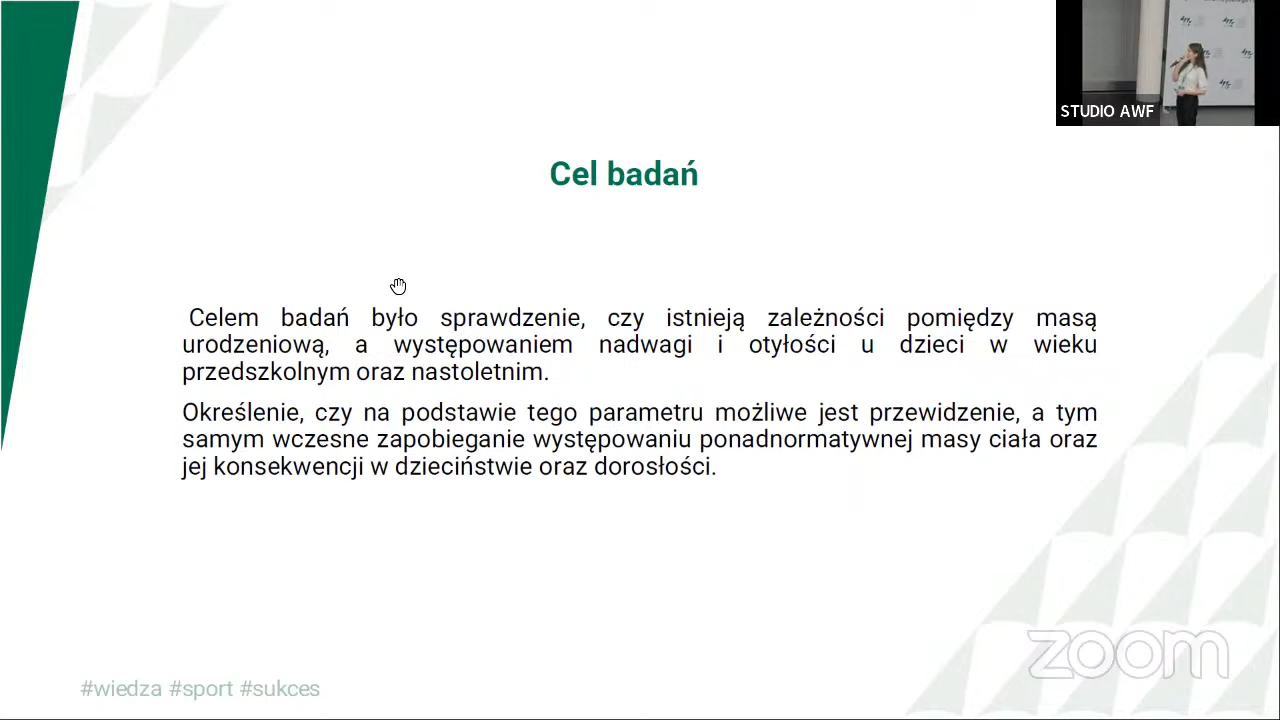 STUDIO AWF
Cel badań
Celem badań było sprawdzenie, czy istnieją zależności pomiędzy masą
urodzeniową, a występowaniem nadwagi i otyłości u dzieci w wieku
przedszkolnym oraz nastoletnim.
Określenie, czy na podstawie tego parametru możliwe jest przewidzenie, a tym
samym wczesne zapobieganie występowaniu ponadnormatywnej masy ciała oraz
jej konsekwencji w dzieciństwie oraz dorosłości.
zoom
#wiedza #sport #sukces